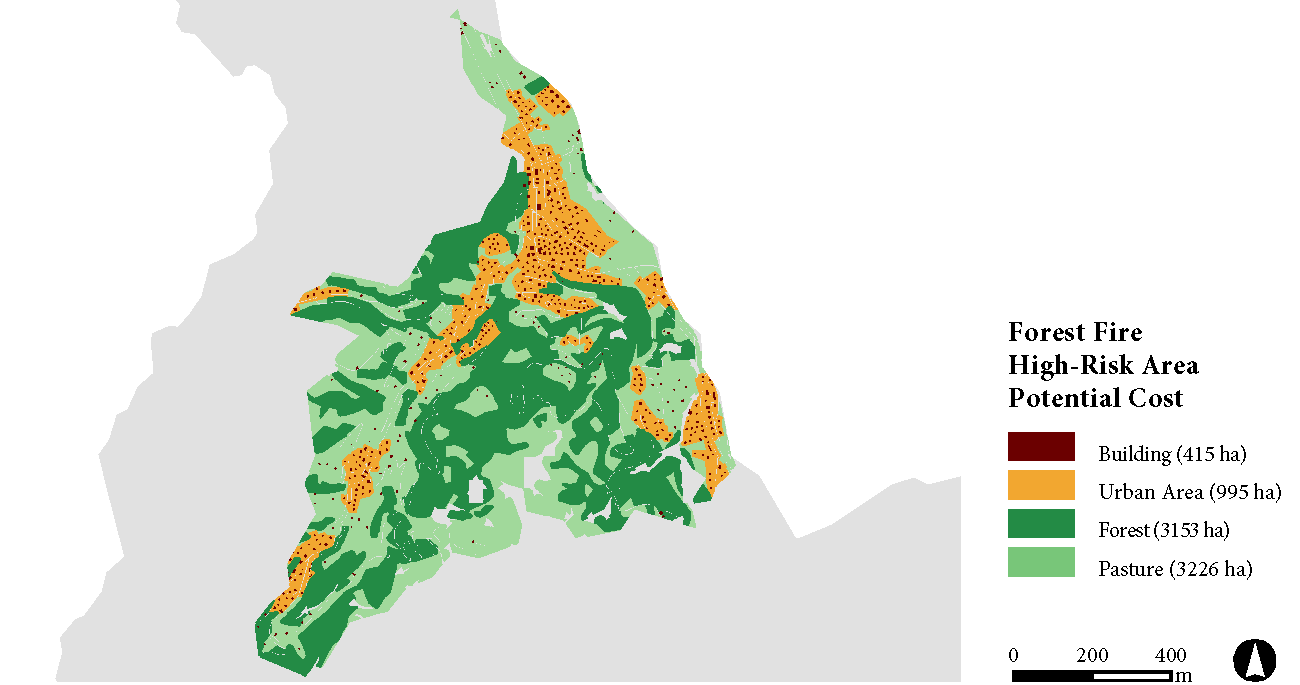 Forest Fire
High-Risk Area
Potential Cost
Building (415 ha)
Urban Area (995 ha)
Forest (3153 ha)
Pasture (3226 ha)
0 200 400
m